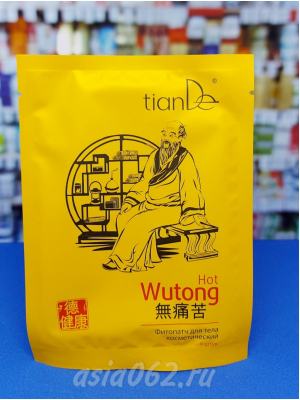 tianDe®
Hot
Wutong
無痛苦
德
健康
Фитопатч для тела
косметический
asia062.ru